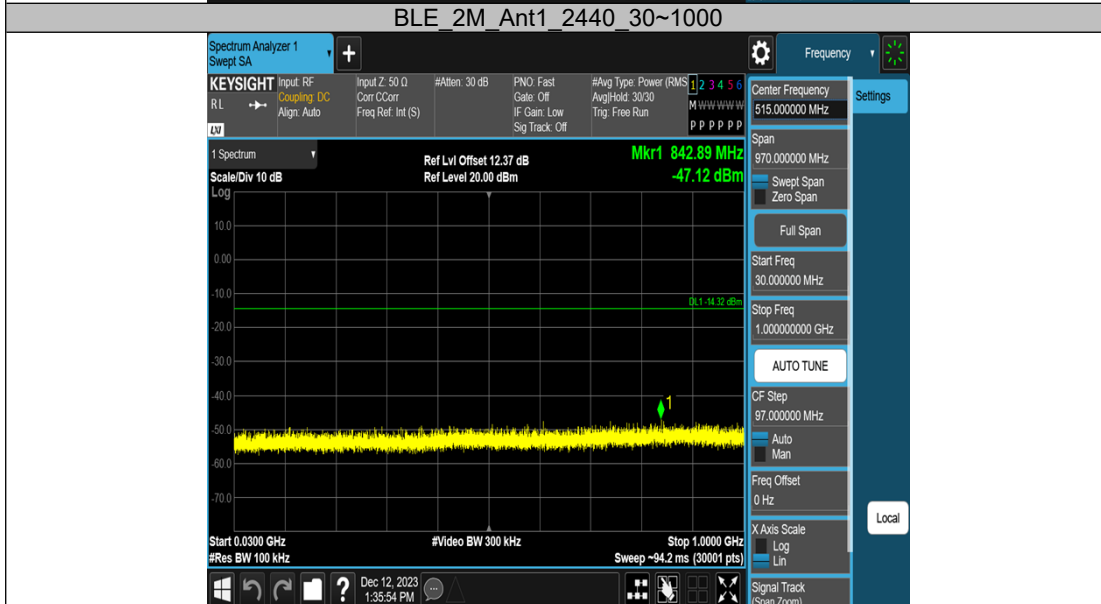 BLE_2M_Ant1_2440_30~1000
Spectrum Analyzer 1
Swept SA
+
Frequency
KEYSIGHT
RL
LXI
Input: RF
Coupling: DC
Align: Auto
Input Z: 50 Ω
Corr CCorr
Freq Ref: Int (S)
#Atten: 30 dB
PNO: Fast
Gate: Off
IF Gain: Low
Sig Track: Off
#Avg Type: Power (RMS
Avg|Hold: 30/30
Trig: Free Run
1 2 3 4 5 6
M W W W W W
P P P P P P
Center Frequency
515.000000 MHz
Settings
1 Spectrum
Scale/Div 10 dB
Ref Lvl Offset 12.37 dB
Ref Level 20.00 dBm
Mkr1 842.89 MHz
-47.12 dBm
Span
970.000000 MHz
Swept Span
Zero Span
Full Span
Start Freq
30.000000 MHz
Stop Freq
1.000000000 GHz
AUTO TUNE
CF Step
97.000000 MHz
Auto
Man
Freq Offset
0 Hz
X Axis Scale
Log
Lin
Signal Track
(Span Zoom)
Local
Log
10.0
0.00
-10.0
DL1 -14.32 dBm
-20.0
-30.0
-40.0
1
-50.0
-60.0
-70.0
Start 0.0300 GHz
#Res BW 100 kHz
#Video BW 300 kHz
Stop 1.0000 GHz
Sweep ~94.2 ms (30001 pts)
?
Dec 12, 2023
1:35:54 PM